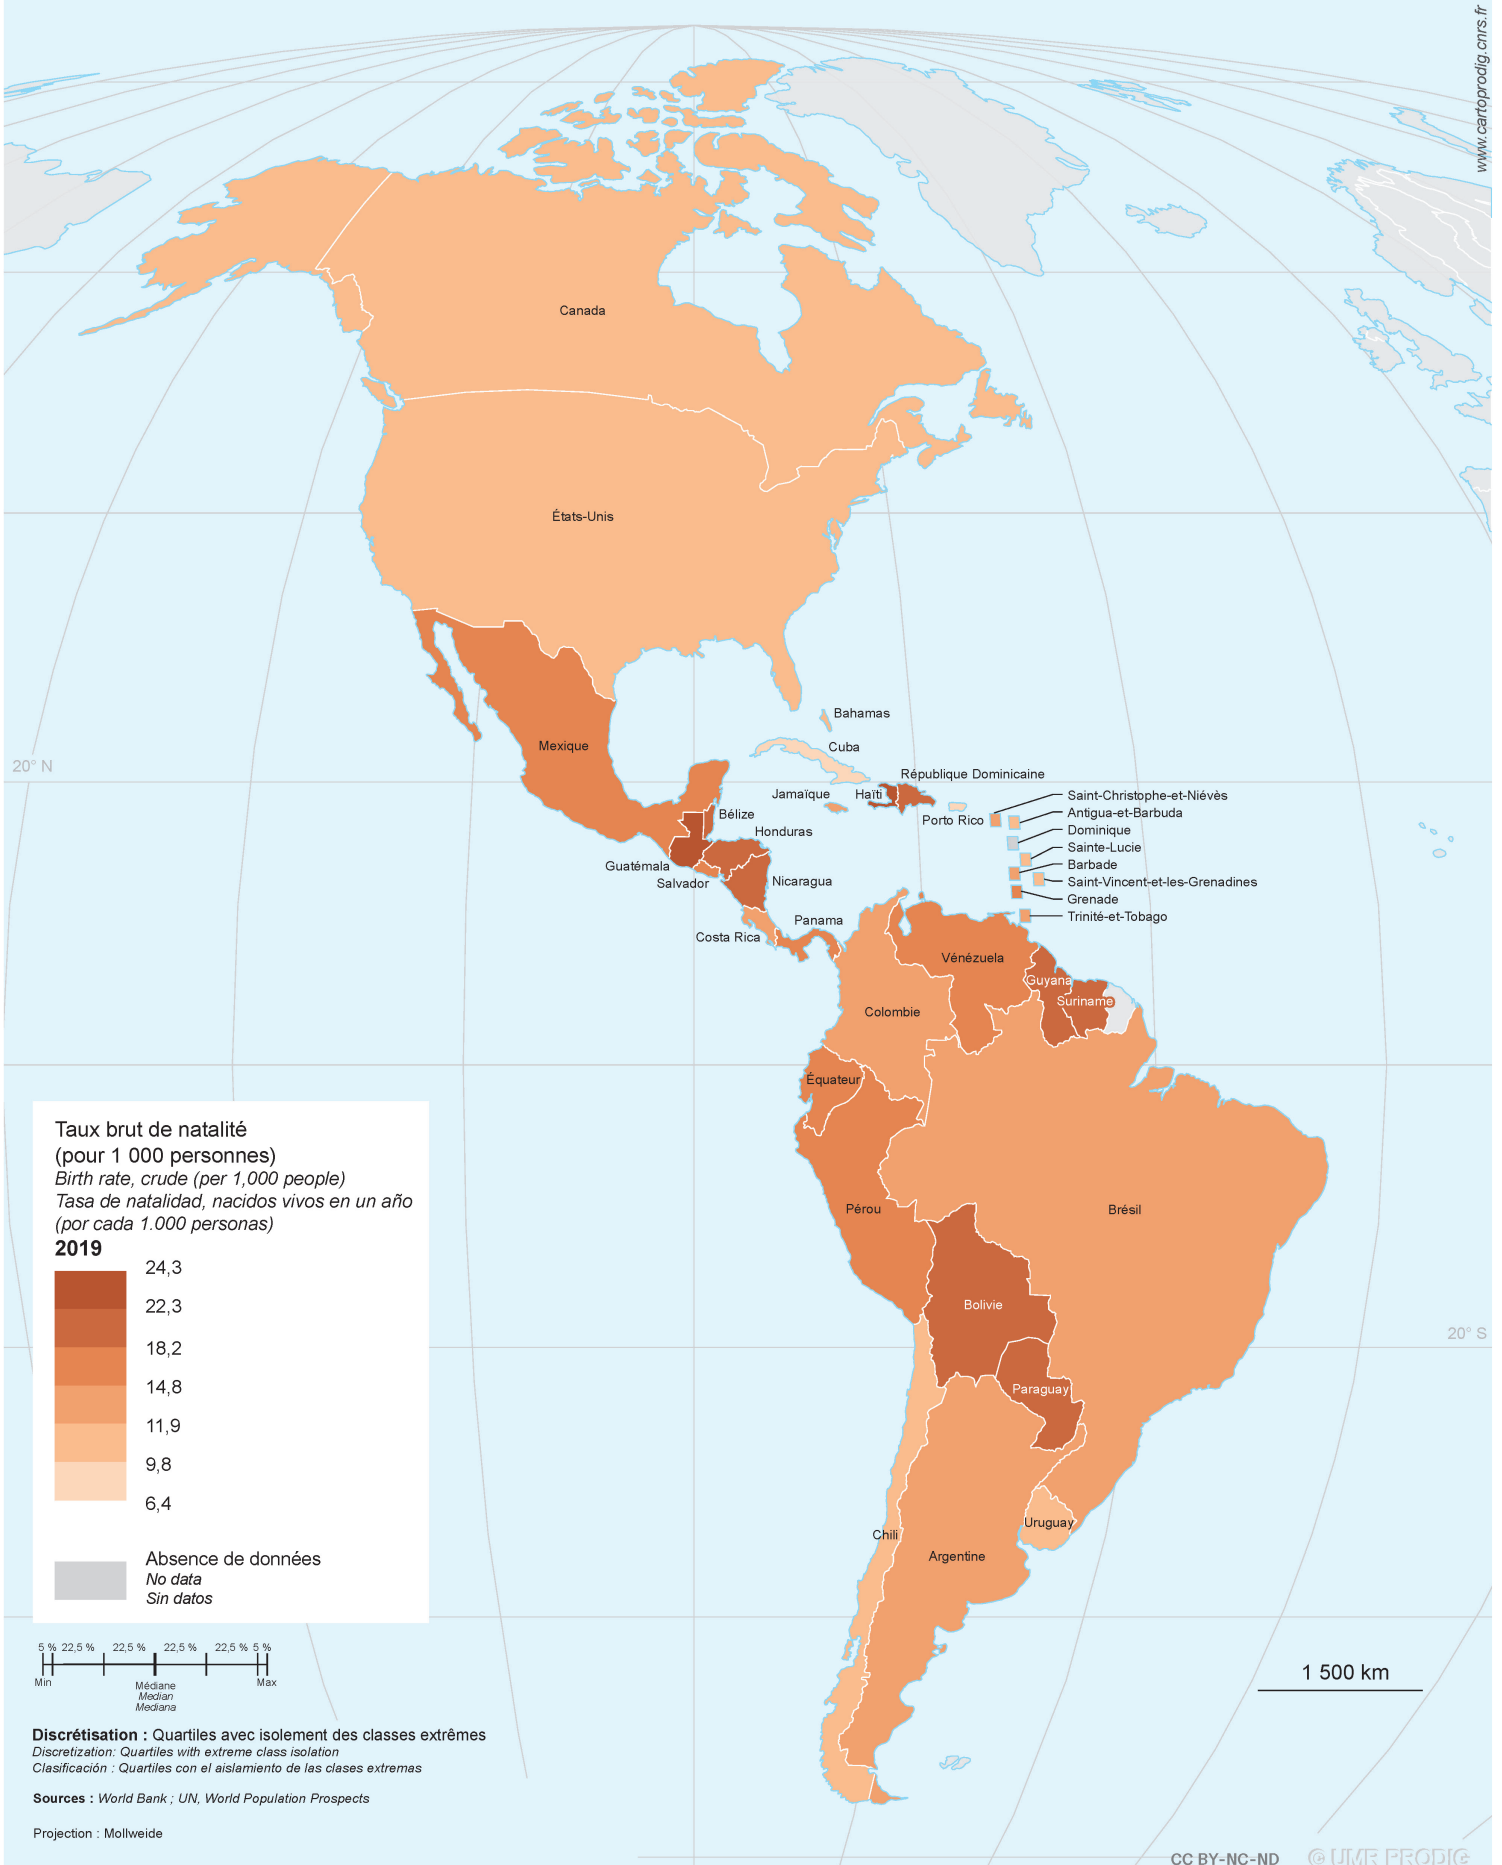 www.cartoprodig.cnrs.fr
Canada
États-Unis
Bahamas
Mexique
Cuba
20° N
République Dominicaine
Jamaïque
Haïti
Saint-Christophe-et-Niévès
Bélize
Porto Rico
Antigua-et-Barbuda
Honduras
Dominique
Sainte-Lucie
Guatémala
Barbade
Salvador
Nicaragua
Saint-Vincent-et-les-Grenadines
Grenade
Panama
Trinité-et-Tobago
Costa Rica
Vénézuela
Guyana
Suriname
Colombie
Équateur
Pérou
Brésil
Bolivie
20° S
Paraguay
Uruguay
Chili
Argentine
Taux brut de natalité
(pour 1 000 personnes)
Birth rate, crude (per 1,000 people)
Tasa de natalidad, nacidos vivos en un año
(por cada 1.000 personas)
2019
24,3
22,3
18,2
14,8
11,9
9,8
6,4
Absence de données
No data
Sin datos
5 % 22,5 % 22,5 % 22,5 % 22,5 % 5 %
Min Max
Médiane
Median
Mediana
1 500 km
Discrétisation : Quartiles avec isolement des classes extrêmes
Discretization: Quartiles with extreme class isolation
Clasificación : Quartiles con el aislamiento de las clases extremas
Sources : World Bank ; UN, World Population Prospects
Projection : Mollweide
CC BY-NC-ND © UMR PRODIG